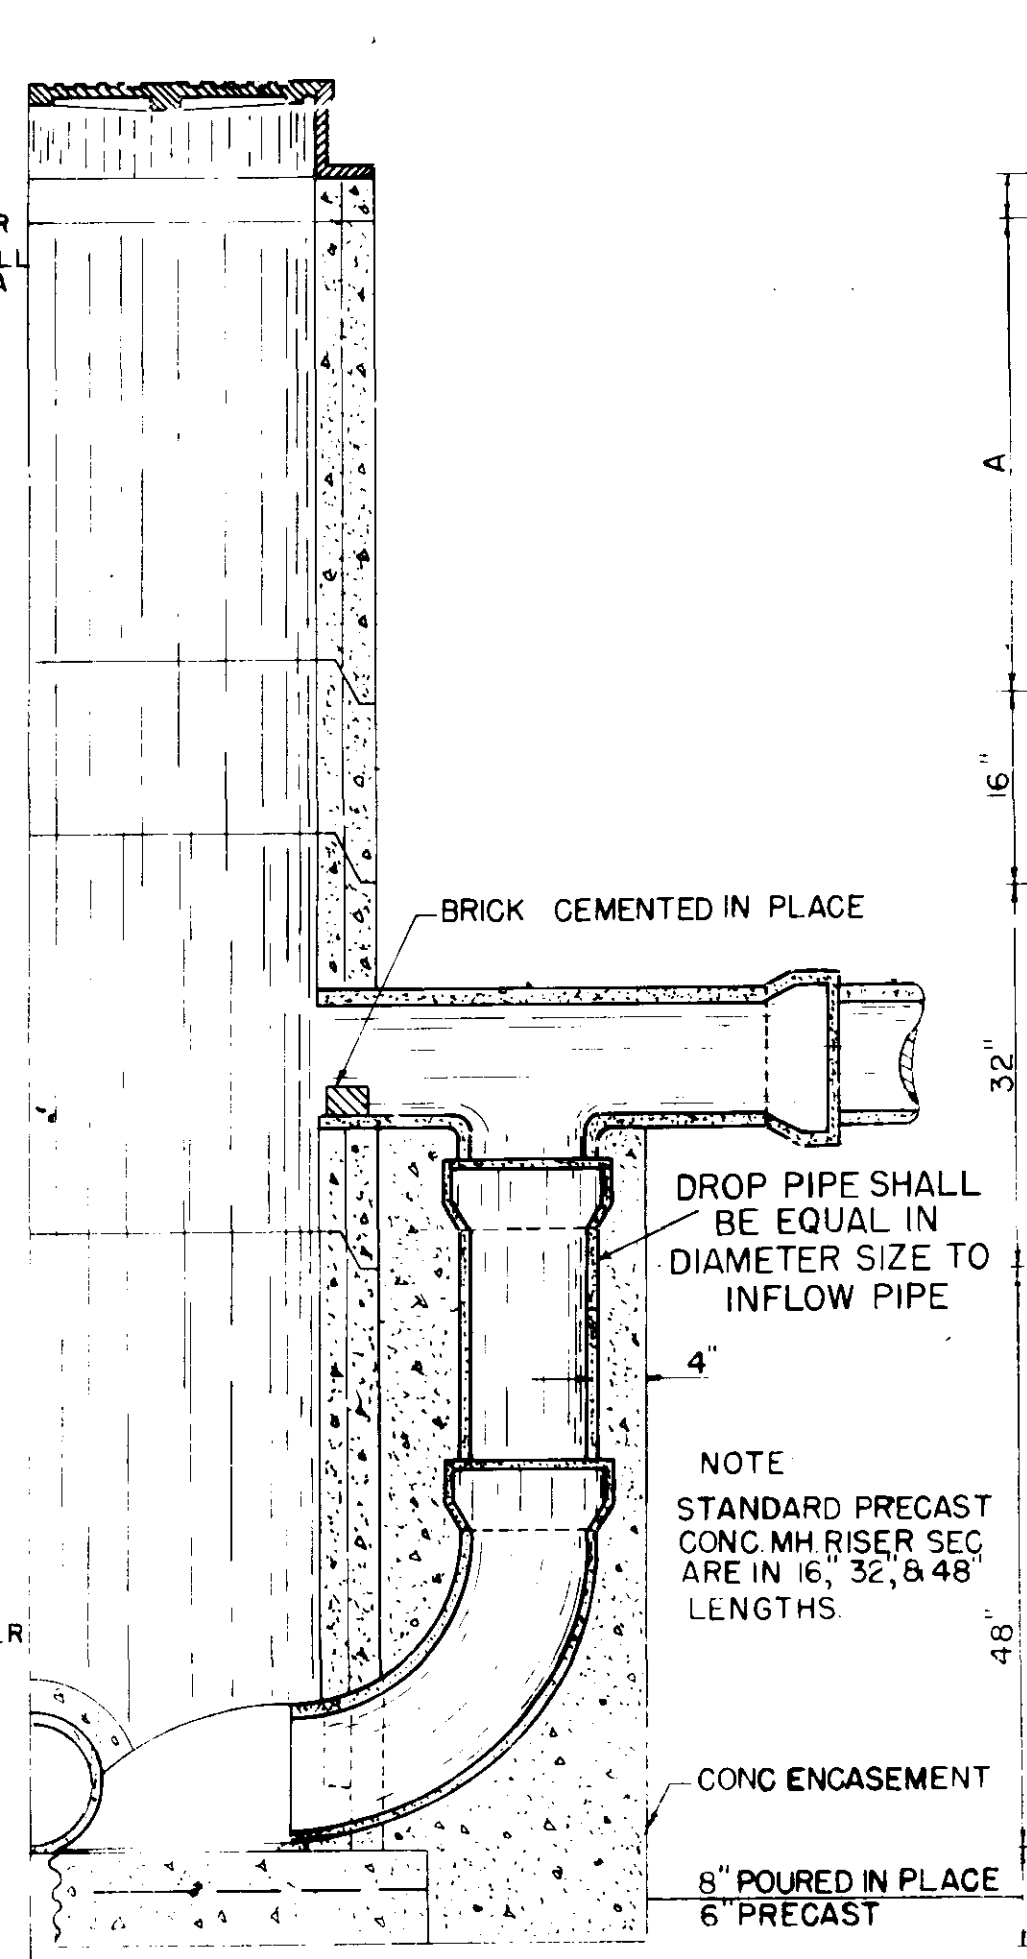 R
LL
A
A
16"
BRICK CEMENTED IN PLACE
32"
DROP PIPE SHALL
BE EQUAL IN
DIAMETER SIZE TO
INFLOW PIPE
4"
NOTE
STANDARD PRECAST
CONC. MH. RISER SEC
ARE IN 16", 32", & 48"
LENGTHS.
48"
LR
CONC ENCASEMENT
8" POURED IN PLACE
6" PRECAST